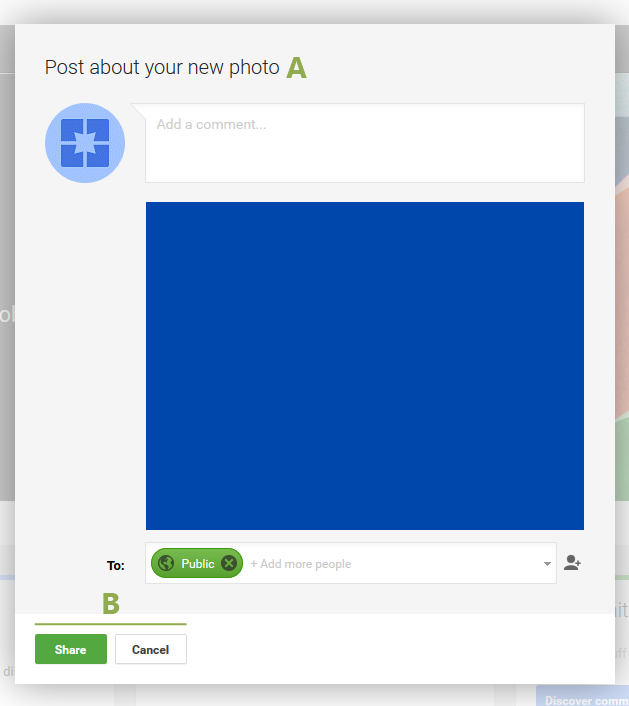 Post about your new photo A
Add a comment...
To: Public + Add more people
B
Share Cancel
Discover comm